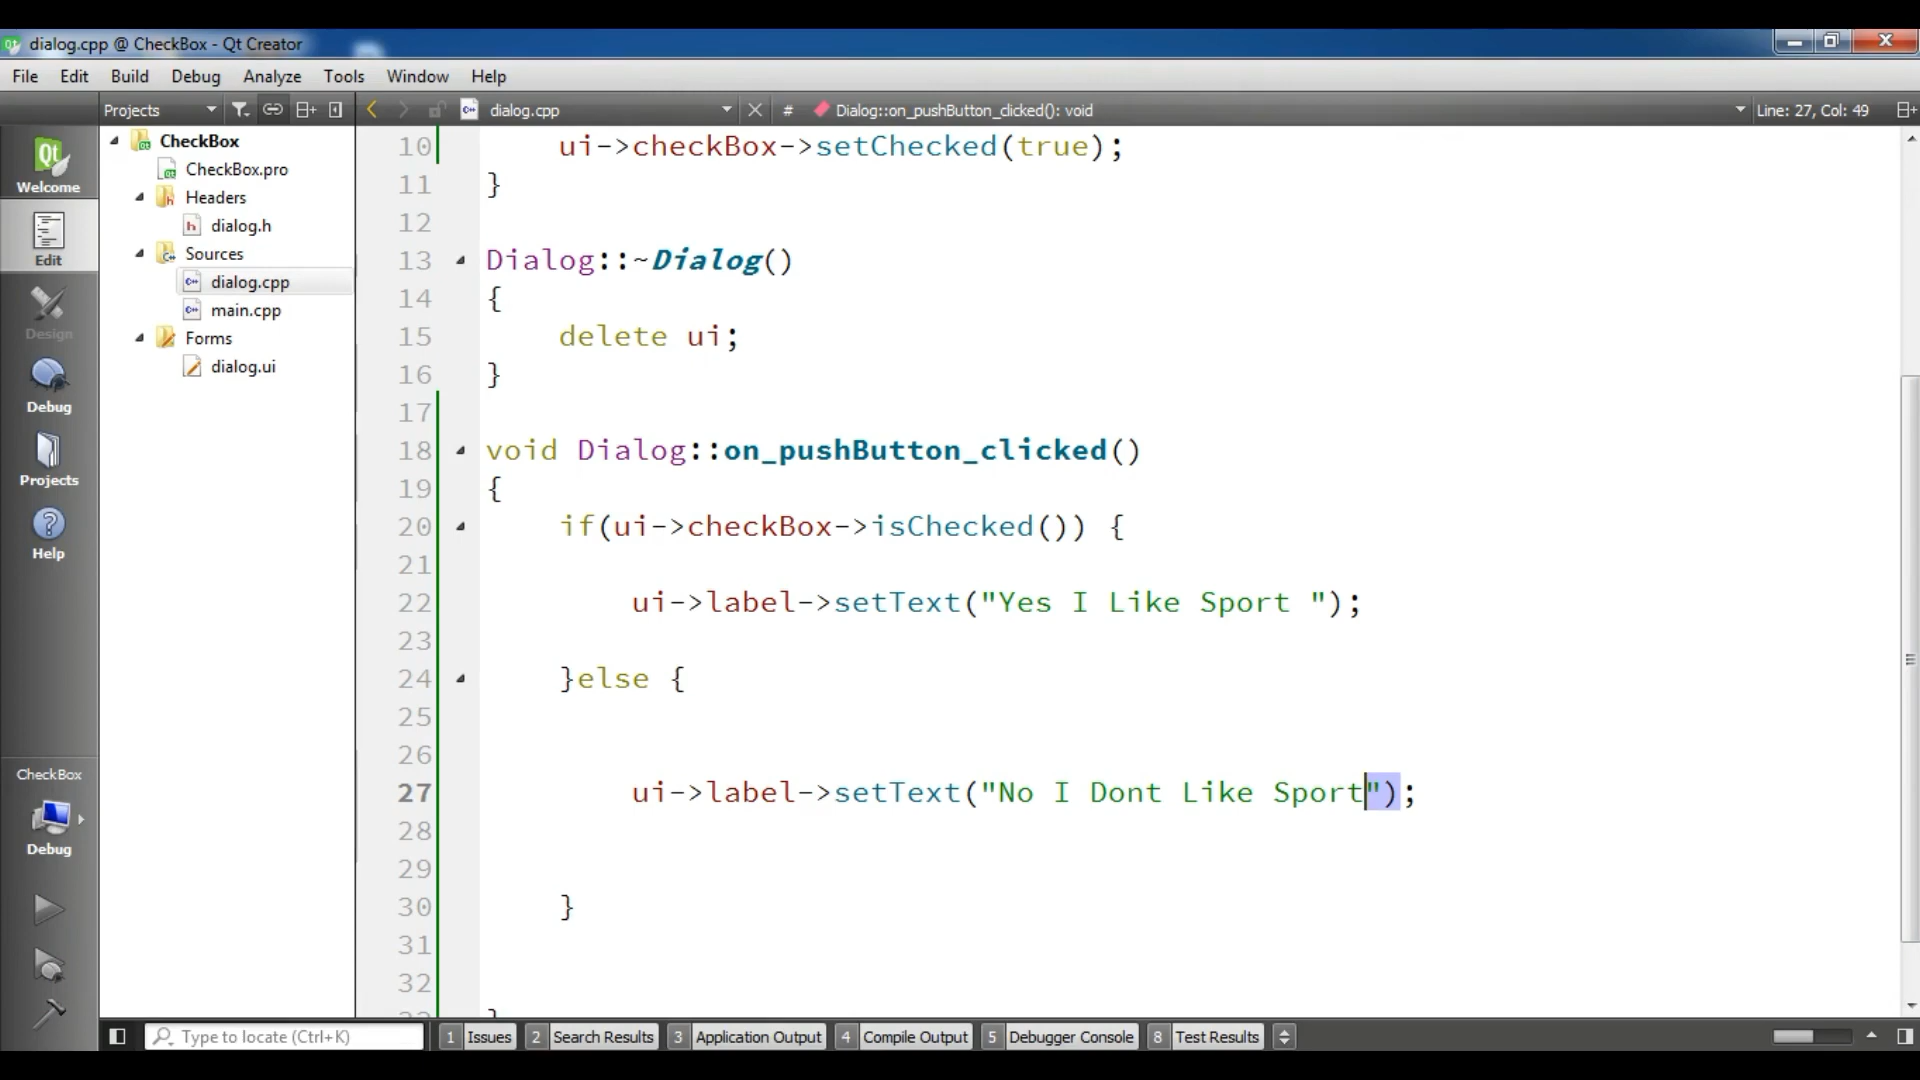 dialog.cpp @ CheckBox - Qt Creator
File Edit Build Debug Analyze Tools Window Help
Projects dialog.cpp # Dialog::on_pushButton_clicked(): void Line: 27, Col: 49
Welcome
Edit
Design
Debug
Projects
Help
CheckBox
Debug
CheckBox
CheckBox.pro
Headers
dialog.h
Sources
dialog.cpp
main.cpp
Forms
dialog.ui
10 ui->checkBox->setChecked(true);
11 }
12
13 Dialog::~Dialog()
14 {
15 delete ui;
16 }
17
18 void Dialog::on_pushButton_clicked()
19 {
20 if(ui->checkBox->isChecked()) {
21
22 ui->label->setText("Yes I Like Sport ");
23
24 }else {
25
26
27 ui->label->setText("No I Dont Like Sport");
28
29
30 }
31
32
Type to locate (Ctrl+K) 1 Issues 2 Search Results 3 Application Output 4 Compile Output 5 Debugger Console 8 Test Results